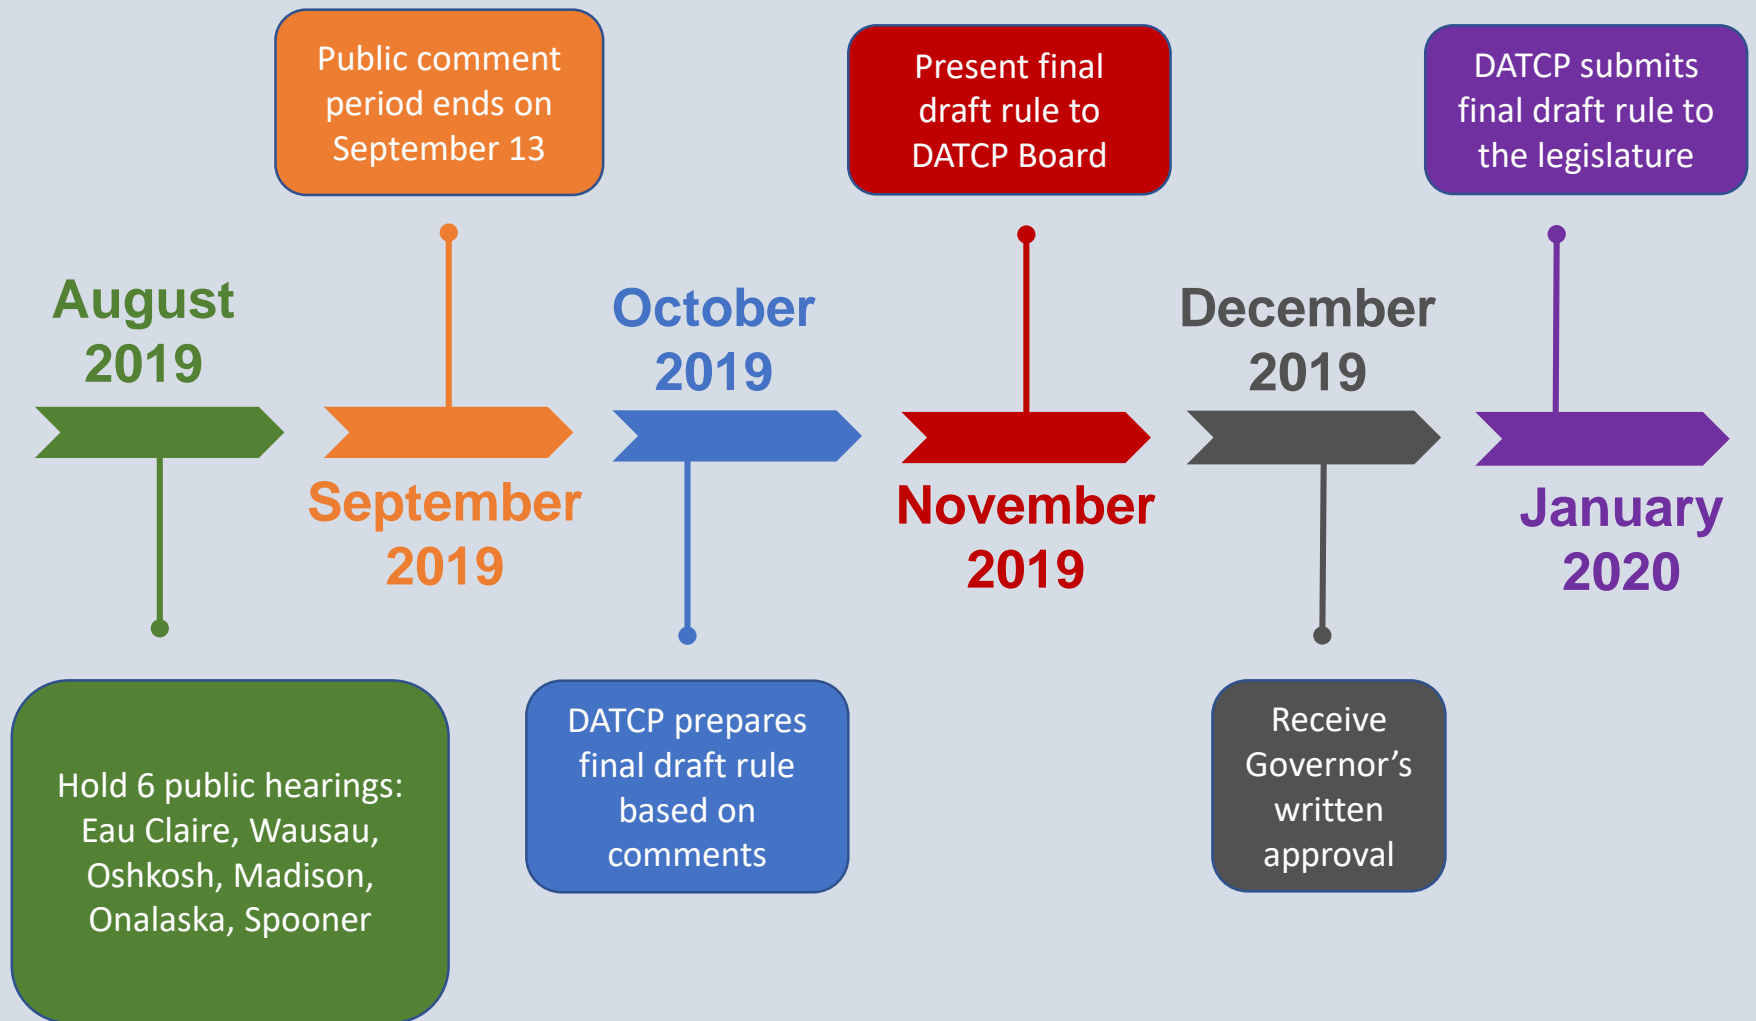 August
2019
Hold 6 public hearings:
Eau Claire, Wausau,
Oshkosh, Madison,
Onalaska, Spooner
Public comment
period ends on
September 13
September
2019
October
2019
DATCP prepares
final draft rule
based on
comments
Present final
draft rule to
DATCP Board
November
2019
December
2019
Receive
Governor’s
written
approval
DATCP submits
final draft rule to
the legislature
January
2020